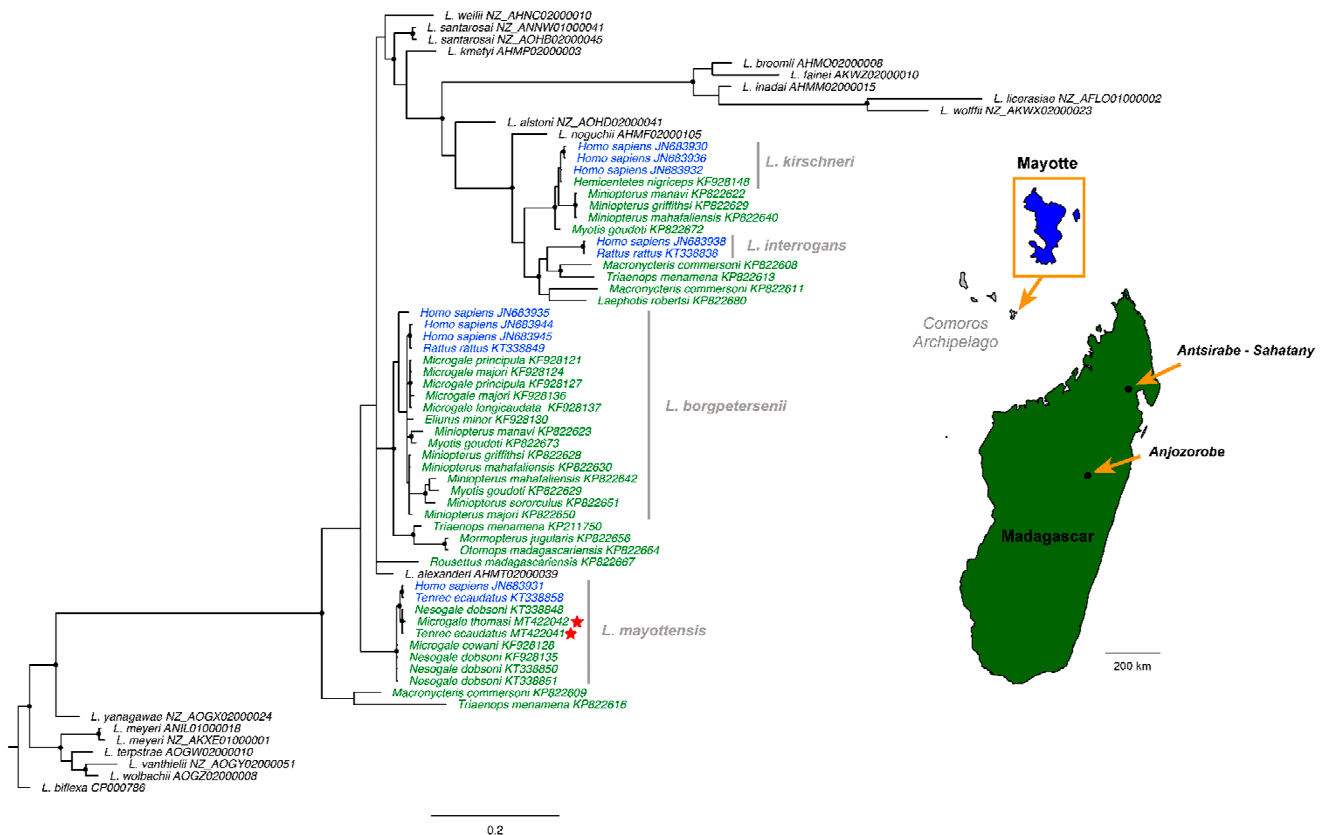 L. weilii NZ_AHNC02000010
L. santarosai NZ_ANNW01000041
L. santarosai NZ_AOHB02000045
L. kmetyi AHMP02000003
L. broomii AHMO02000008
L. fainei AKWZ02000010
L. inadai AHMM02000015
L. licerasiae NZ_AFLO01000002
L. wolffii NZ_AKWX02000023
L. alstoni NZ_AOHD02000041
L. noguchii AHMF02000105
Homo sapiens JN683930
Homo sapiens JN683936
Homo sapiens JN683932
Hemicentetes nigriceps KF928148
L. kirschneri
Miniopterus manavi KP822622
Miniopterus griffithsi KP822629
Miniopterus mahafaliensis KP822640
Myotis goudoti KP822672
Homo sapiens JN683938
Rattus rattus KT338838
L. interrogans
Macronycteris commersoni KP822608
Triaenops menamena KP822613
Macronycteris commersoni KP822611
Laephotis robertsi KP822680
Homo sapiens JN683935
Homo sapiens JN683944
Homo sapiens JN683945
Rattus rattus KT338849
Microgale principula KF928121
Microgale majori KF928124
Microgale principula KF928127
Microgale majori KF928136
Microgale longicaudata KF928137
Eliurus minor KF928130
Miniopterus manavi KP822623
Myotis goudoti KP822673
Miniopterus griffithsi KP822628
Miniopterus mahafaliensis KP822630
Miniopterus mahafaliensis KP822642
Myotis goudoti KP822629
Miniopterus sororculus KP822651
Miniopterus majori KP822650
L. borgpetersenii
Triaenops menamena KP211750
Mormopterus jugularis KP822656
Otomops madagascariensis KP822664
Rousettus madagascariensis KP822667
L. alexanderi AHMT02000039
Homo sapiens JN683931
Tenrec ecaudatus KT338858
Nesogale dobsoni KT338848
Microgale thomasi MT422042
Tenrec ecaudatus MT422041
Microgale cowani KF928128
Nesogale dobsoni KF928135
Nesogale dobsoni KT338850
Nesogale dobsoni KT338851
L. mayottensis
Macronycteris commersoni KP822609
Triaenops menamena KP822616
L. yanagawae NZ_AOGX02000024
L. meyeri ANIL01000018
L. meyeri NZ_AKXE01000001
L. terpstrae AOGW02000010
L. vanthielii NZ_AOGY02000051
L. wolbachii AOGZ02000008
L. biflexa CP000786
0.2
Mayotte
Comoros
Archipelago
Antsirabe - Sahatany
Anjozorobe
Madagascar
200 km